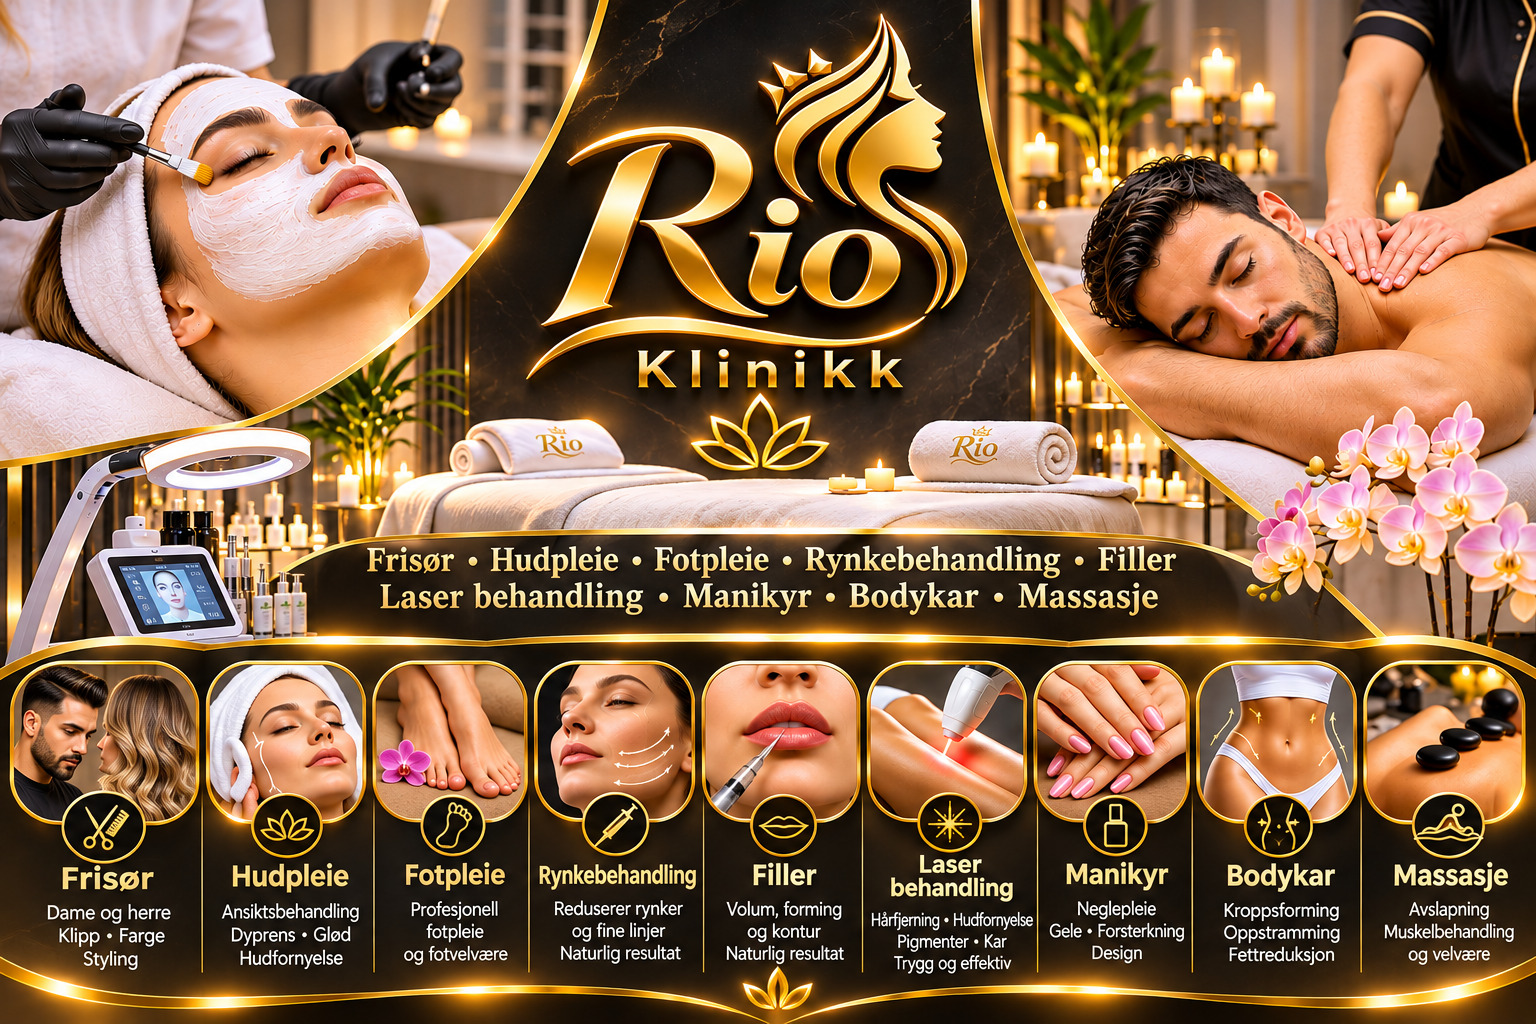 Rio
Klinikk
Rio
Rio
Frisør • Hudpleie • Fotpleie • Rynkebehandling • Filler
Laser behandling • Manikyr • Bodykar • Massasje
Frisør
Dame og herre
Klipp • Farge
Styling
Hudpleie
Ansiktsbehandling
Dyprens • Glød
Hudfornyelse
Fotpleie
Profesjonell
fotpleie
og fotvelvære
Rynkebehandling
Reduserer rynker
og fine linjer
Naturlig resultat
Filler
Volum, forming
og kontur
Naturlig resultat
Laser
behandling
Hårfjerning • Hudfornyelse
Pigmenter • Kar
Trygg og effektiv
Manikyr
Neglepleie
Gele • Forsterkning
Design
Bodykar
Kroppsforming
Oppstramming
Fettreduksjon
Massasje
Avslapning
Muskelbehandling
og velvære